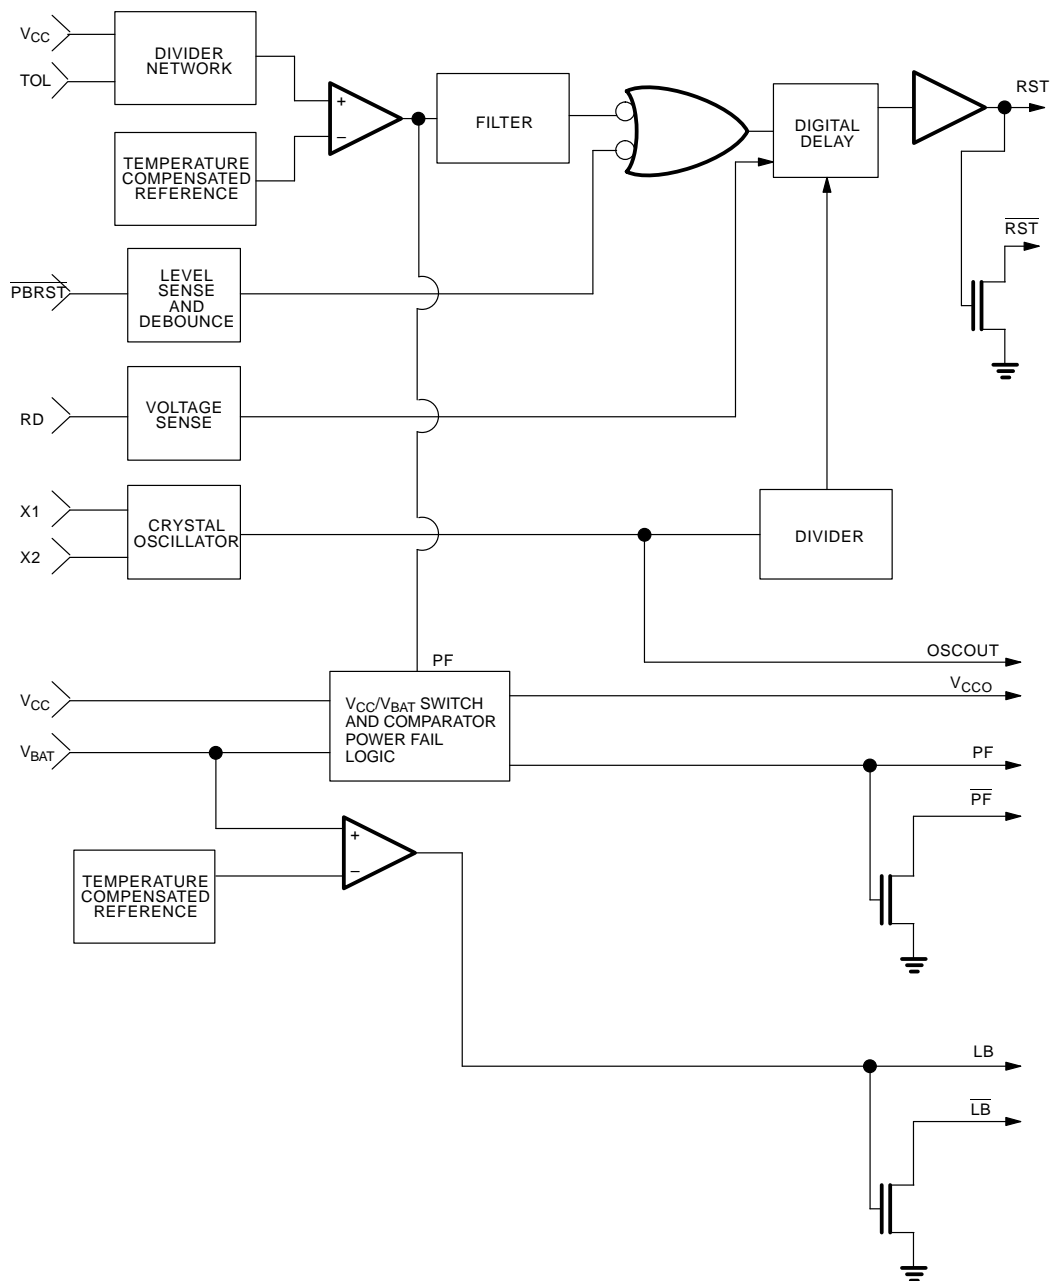 VCC
TOL
DIVIDER
NETWORK
TEMPERATURE
COMPENSATED
REFERENCE
+
−
FILTER
DIGITAL
DELAY
RST
RST
PBRST
LEVEL
SENSE
AND
DEBOUNCE
RD
VOLTAGE
SENSE
X1
X2
CRYSTAL
OSCILLATOR
DIVIDER
OSCOUT
PF
VCC
VBAT
VCC/VBAT SWITCH
AND COMPARATOR
POWER FAIL
LOGIC
VCCO
PF
PF
+
−
TEMPERATURE
COMPENSATED
REFERENCE
LB
LB